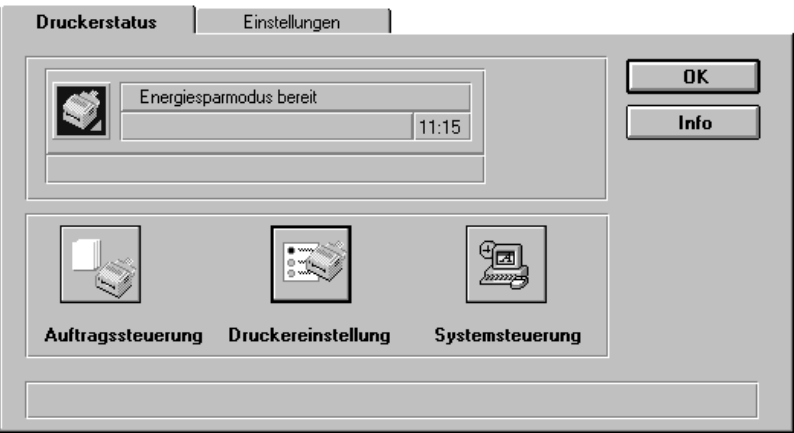 Druckerstatus
Einstellungen
Energiesparmodus bereit
11:15
OK
Info
Auftragssteuerung
Druckereinstellung
Systemsteuerung